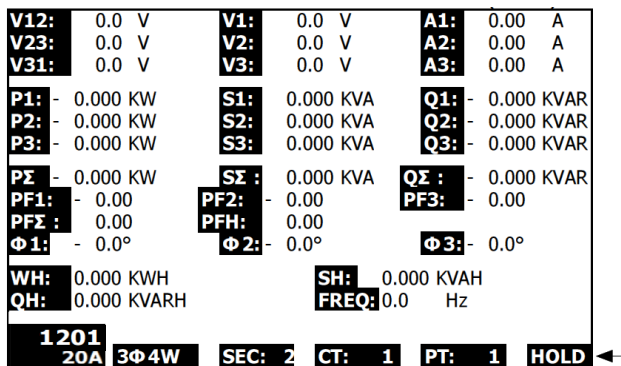 V12: 0.0 V V1: 0.0 V A1: 0.00 A
V23: 0.0 V V2: 0.0 V A2: 0.00 A
V31: 0.0 V V3: 0.0 V A3: 0.00 A
P1: - 0.000 KW S1: 0.000 KVA Q1: - 0.000 KVAR
P2: - 0.000 KW S2: 0.000 KVA Q2: - 0.000 KVAR
P3: - 0.000 KW S3: 0.000 KVA Q3: - 0.000 KVAR
PΣ - 0.000 KW SΣ : 0.000 KVA QΣ : - 0.000 KVAR
PF1: - 0.00 PF2: - 0.00 PF3: - 0.00
PFΣ : 0.00 PFH: 0.00
Φ1: - 0.0° Φ2: - 0.0° Φ3: - 0.0°
WH: 0.000 KWH SH: 0.000 KVAH
QH: 0.000 KVARH FREQ: 0.0 Hz
1201
20A 3Φ4W SEC: 2 CT: 1 PT: 1 HOLD